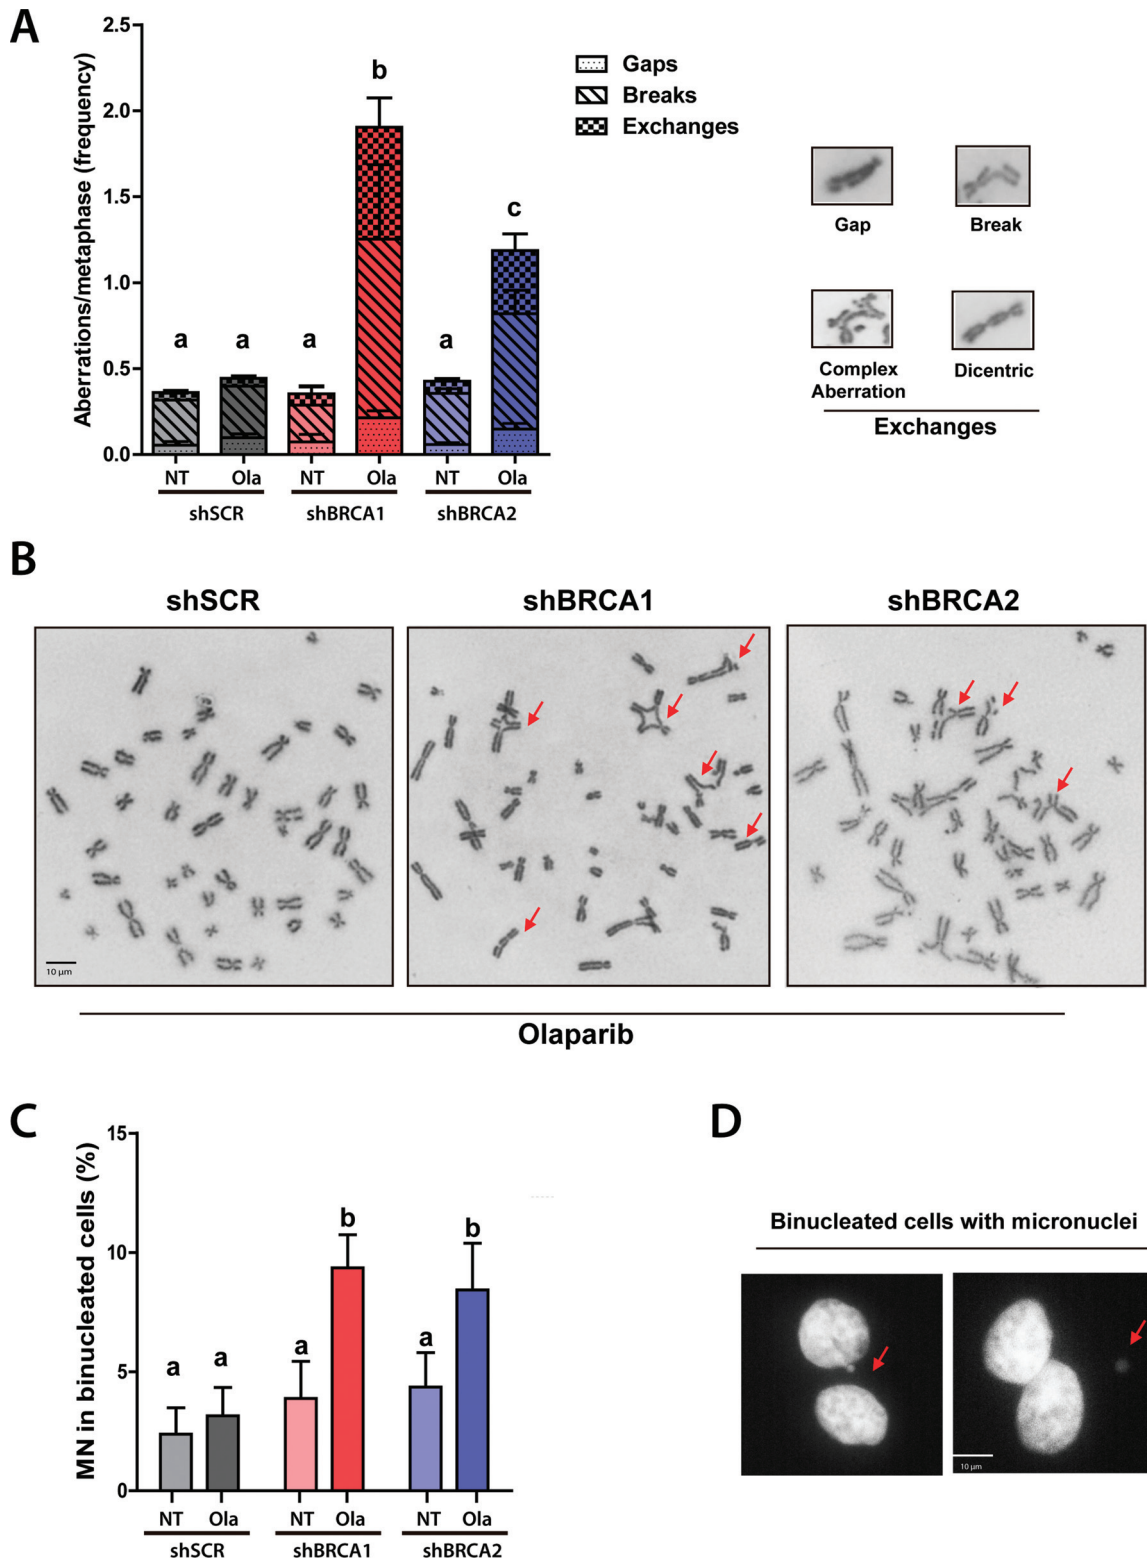 A
Aberrations/metaphase (frequency)
2.5
2.0
1.5
1.0
0.5
0.0
a
a
a
b
a
c
NT
Ola
NT
Ola
NT
Ola
shSCR
shBRCA1
shBRCA2
Gaps
Breaks
Exchanges
Gap
Break
Complex
Aberration
Dicentric
Exchanges
B
shSCR
shBRCA1
shBRCA2
10 µm
Olaparib
C
MN in binucleated cells (%)
15
10
5
0
a
a
a
b
a
b
NT
Ola
NT
Ola
NT
Ola
shSCR
shBRCA1
shBRCA2
D
Binucleated cells with micronuclei
10 µm